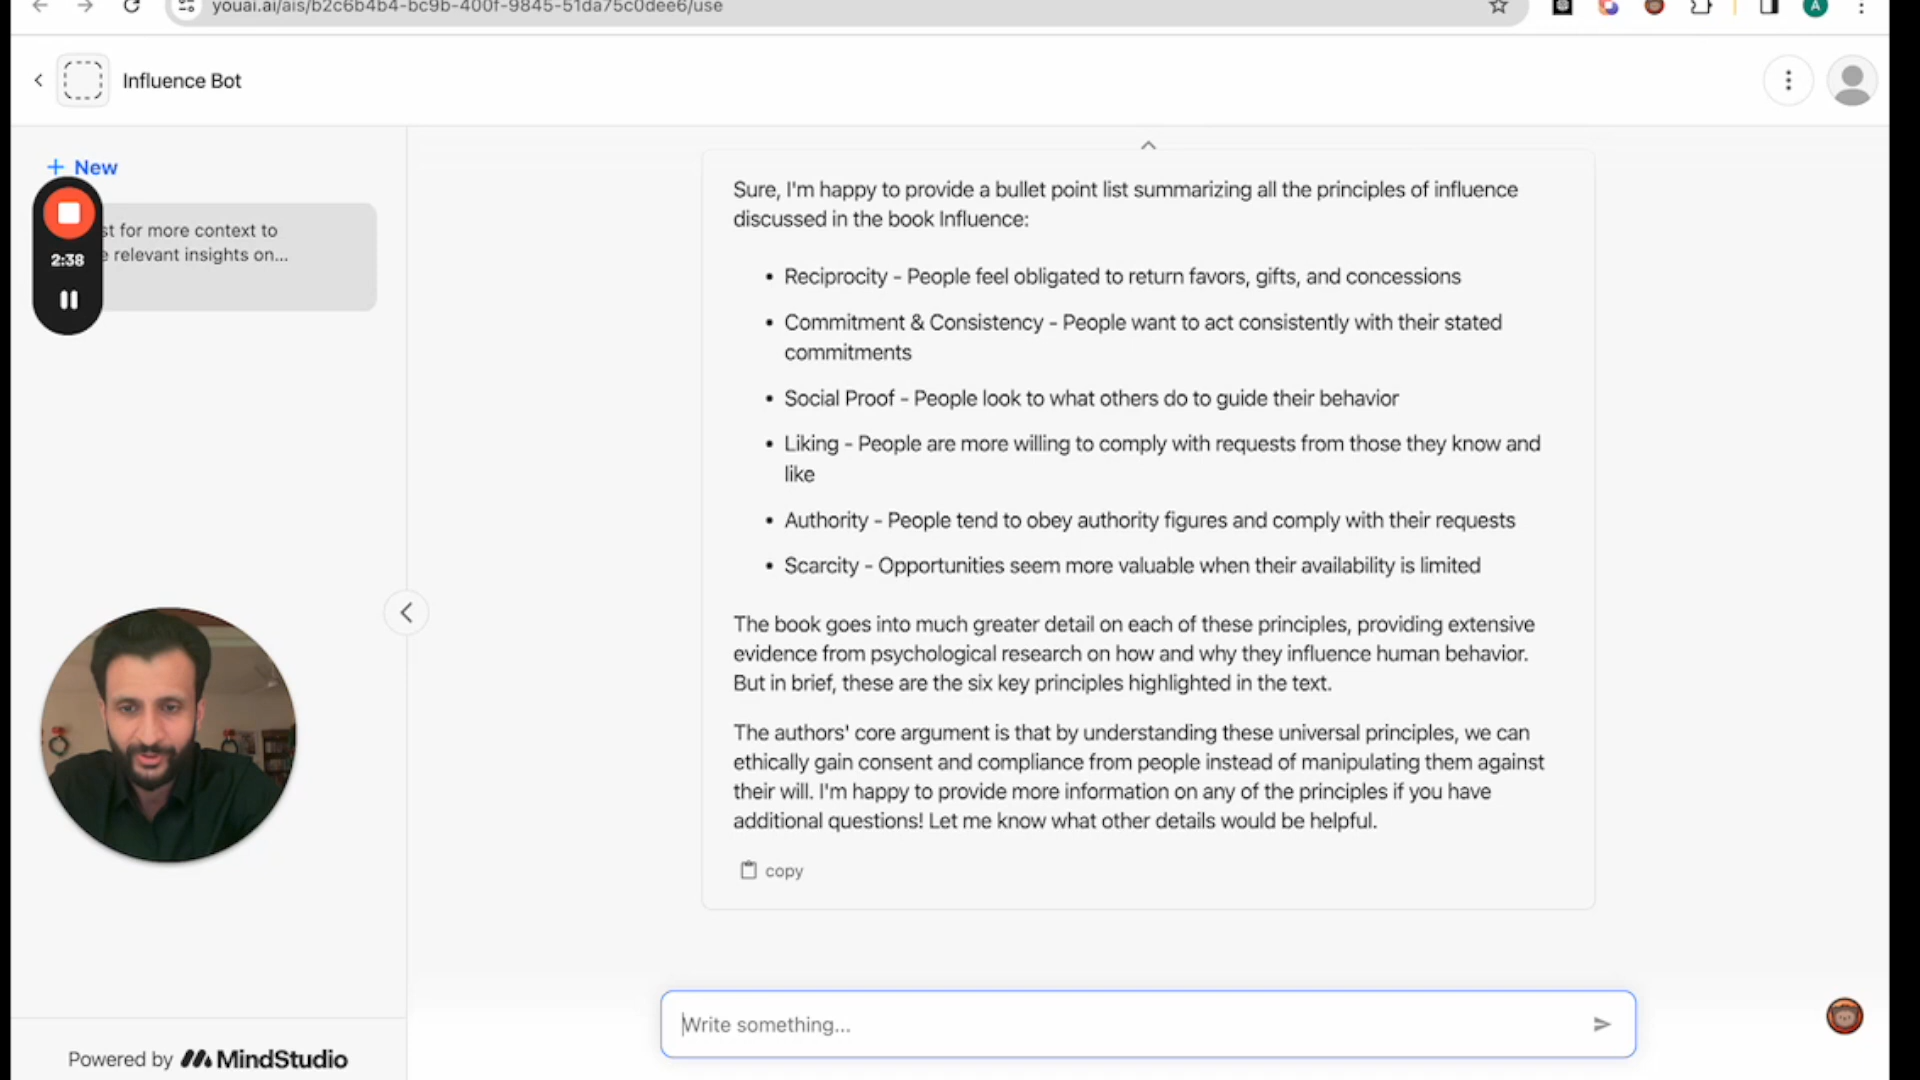 youai.ai/ais/b2c6b4b4-bc9b-400f-9845-51da75c0dee6/use
A
Influence Bot
+ New
st for more context to
e relevant insights on...
2:38
Sure, I'm happy to provide a bullet point list summarizing all the principles of influence
discussed in the book Influence:
• Reciprocity - People feel obligated to return favors, gifts, and concessions
• Commitment & Consistency - People want to act consistently with their stated
commitments
• Social Proof - People look to what others do to guide their behavior
• Liking - People are more willing to comply with requests from those they know and
like
• Authority - People tend to obey authority figures and comply with their requests
• Scarcity - Opportunities seem more valuable when their availability is limited
The book goes into much greater detail on each of these principles, providing extensive
evidence from psychological research on how and why they influence human behavior.
But in brief, these are the six key principles highlighted in the text.
The authors' core argument is that by understanding these universal principles, we can
ethically gain consent and compliance from people instead of manipulating them against
their will. I'm happy to provide more information on any of the principles if you have
additional questions! Let me know what other details would be helpful.
copy
Write something...
Powered by MindStudio